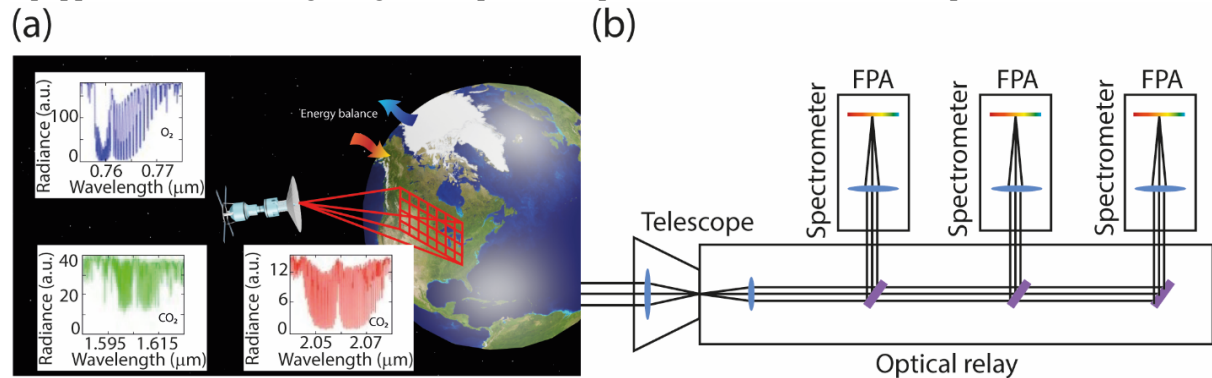 (a)
(b)
Radiance (a.u.)
100
0
O₂
0.76
0.77
Wavelength (μm)
Energy balance
Radiance (a.u.)
40
20
0
CO₂
1.595
1.615
Wavelength (μm)
Radiance (a.u.)
12
6
0
CO₂
2.05
2.07
Wavelength (μm)
Telescope
Spectrometer
FPA
Spectrometer
FPA
Spectrometer
FPA
Optical relay